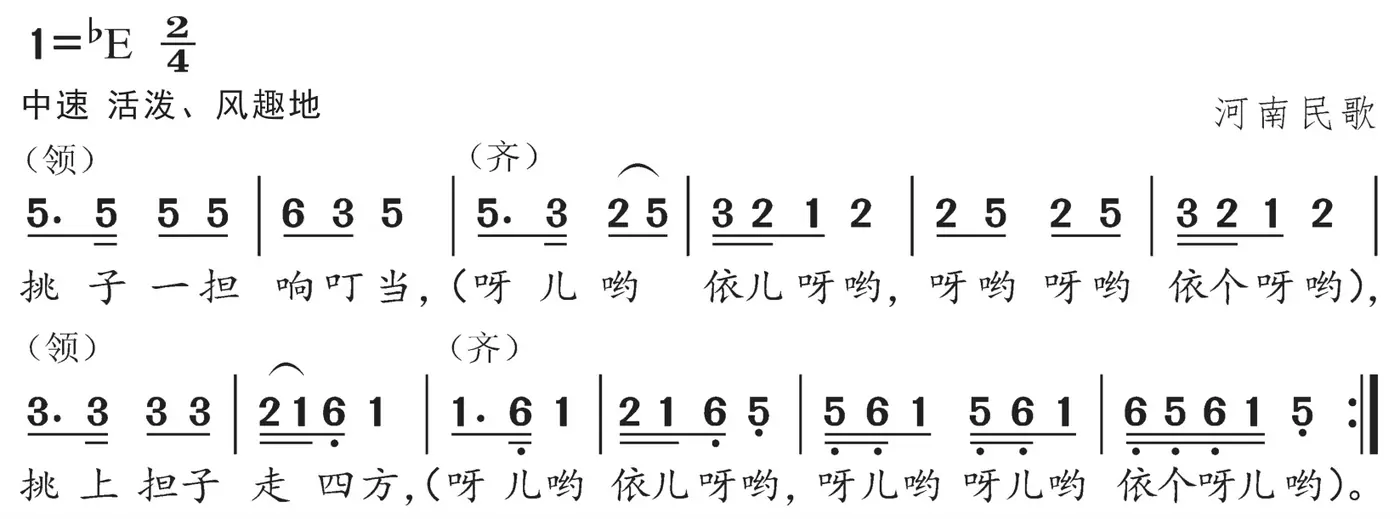 1=♭E 2/4
中速 活泼、风趣地
河南民歌
（领） （齐）
5. 5 5 5 | 6 3 5 | 5. 3 2 5 | 3 2 1 2 | 2 5 2 5 | 3 2 1 2 |
挑子一担 响叮当，（呀儿哟 依儿呀哟，呀哟 呀哟 依个呀哟），
（领） （齐）
3. 3 3 3 | 2 1 6̣ 1 | 1. 6̣ 1 | 2 1 6̣ 5̣ | 5̣ 6̣ 1 5̣ 6̣ 1 | 6̣ 5̣ 6̣ 1 5̣ :||
挑上担子 走四方，（呀儿哟 依儿呀哟，呀儿哟 呀儿哟 依个呀儿哟）。